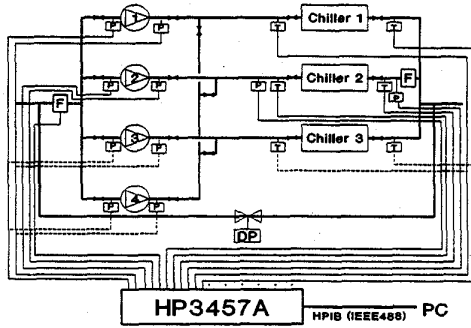 1 Chiller 1
P P T T
2 Chiller 2 F
P P P T T P
F
3 Chiller 3
P P T T
4
P P
DP
HP3457A HPIB (IEEE488) PC